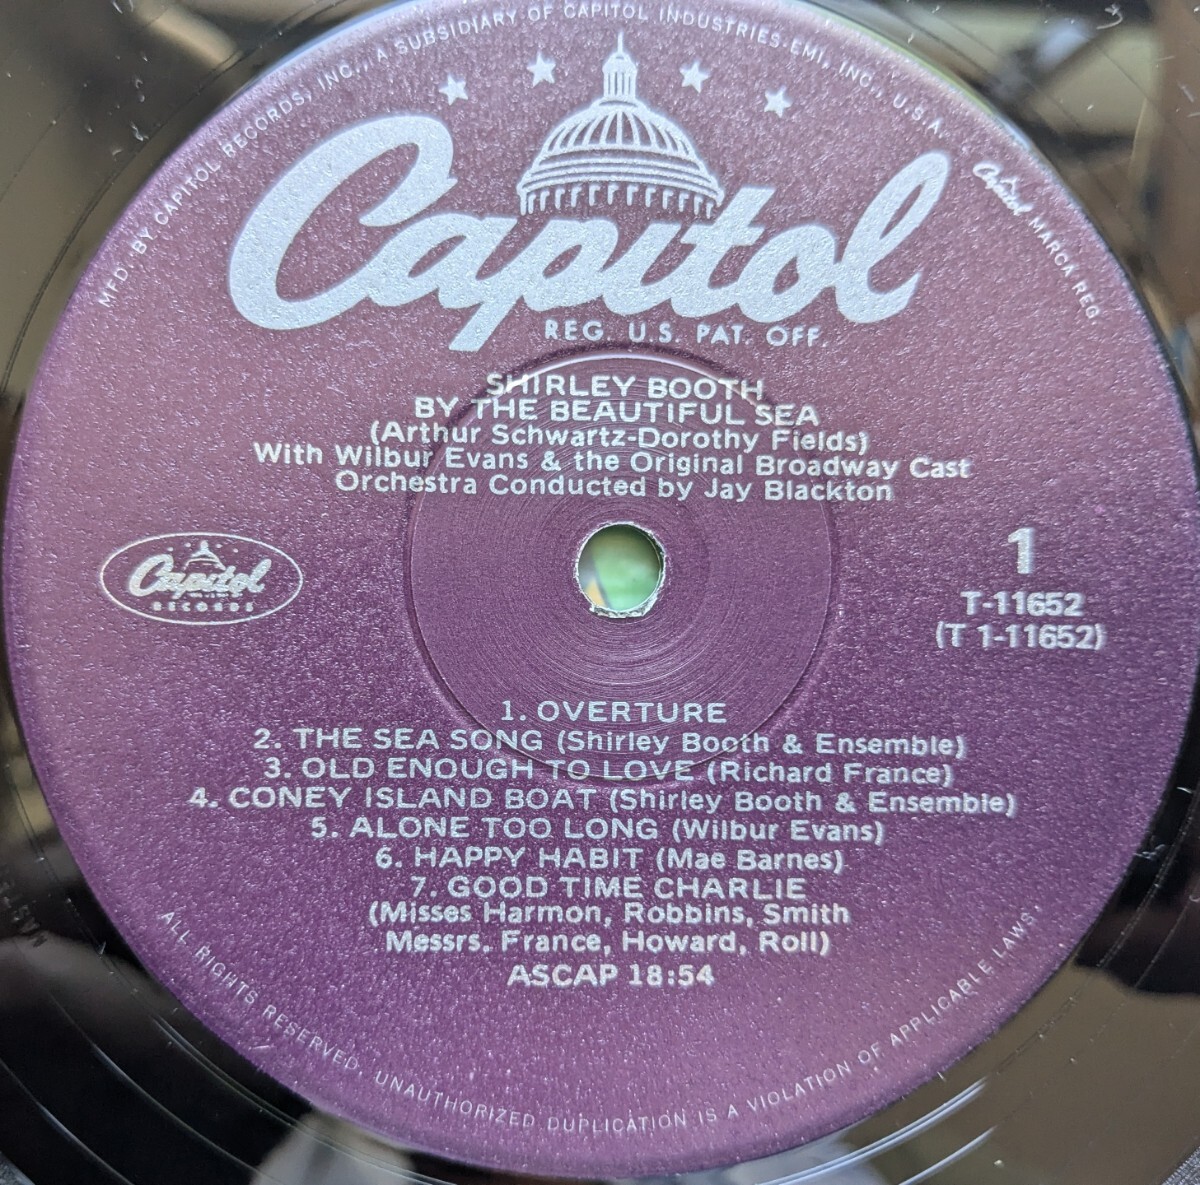 MFD. BY CAPITOL RECORDS, INC., A SUBSIDIARY OF CAPITOL INDUSTRIES-EMI, INC., U.S.A.
Capitol MARCA REG
Capitol
REG. U.S. PAT. OFF.
SHIRLEY BOOTH
BY THE BEAUTIFUL SEA
(Arthur Schwartz-Dorothy Fields)
With Wilbur Evans & the Original Broadway Cast
Orchestra Conducted by Jay Blackton
Capitol
RECORDS
1
T-11652
(T 1-11652)
1. OVERTURE
2. THE SEA SONG (Shirley Booth & Ensemble)
3. OLD ENOUGH TO LOVE (Richard France)
4. CONEY ISLAND BOAT (Shirley Booth & Ensemble)
5. ALONE TOO LONG (Wilbur Evans)
6. HAPPY HABIT (Mae Barnes)
7. GOOD TIME CHARLIE
(Misses Harmon, Robbins, Smith
Messrs. France, Howard, Roll)
ASCAP 18:54
ALL RIGHTS RESERVED. UNAUTHORIZED DUPLICATION IS A VIOLATION OF APPLICABLE LAWS.